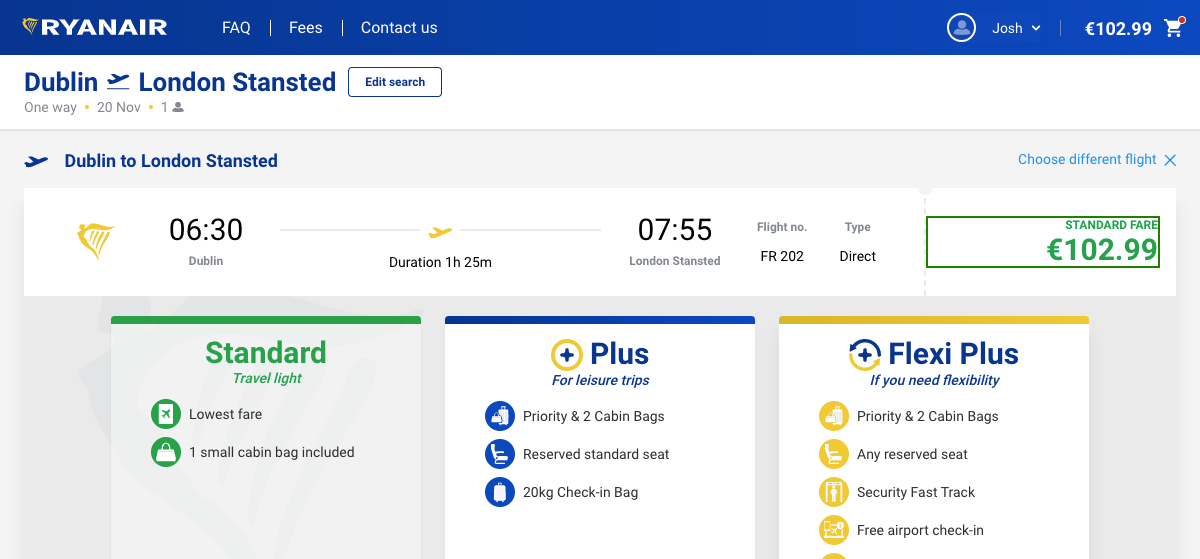 RYANAIR
FAQ
Fees
Contact us
Josh
€102.99
Dublin London Stansted
Edit search
One way • 20 Nov • 1
Dublin to London Stansted
Choose different flight
06:30
Dublin
Duration 1h 25m
07:55
London Stansted
Flight no.
FR 202
Type
Direct
STANDARD FARE
€102.99
Standard
Travel light
Lowest fare
1 small cabin bag included
Plus
For leisure trips
Priority & 2 Cabin Bags
Reserved standard seat
20kg Check-in Bag
Flexi Plus
If you need flexibility
Priority & 2 Cabin Bags
Any reserved seat
Security Fast Track
Free airport check-in